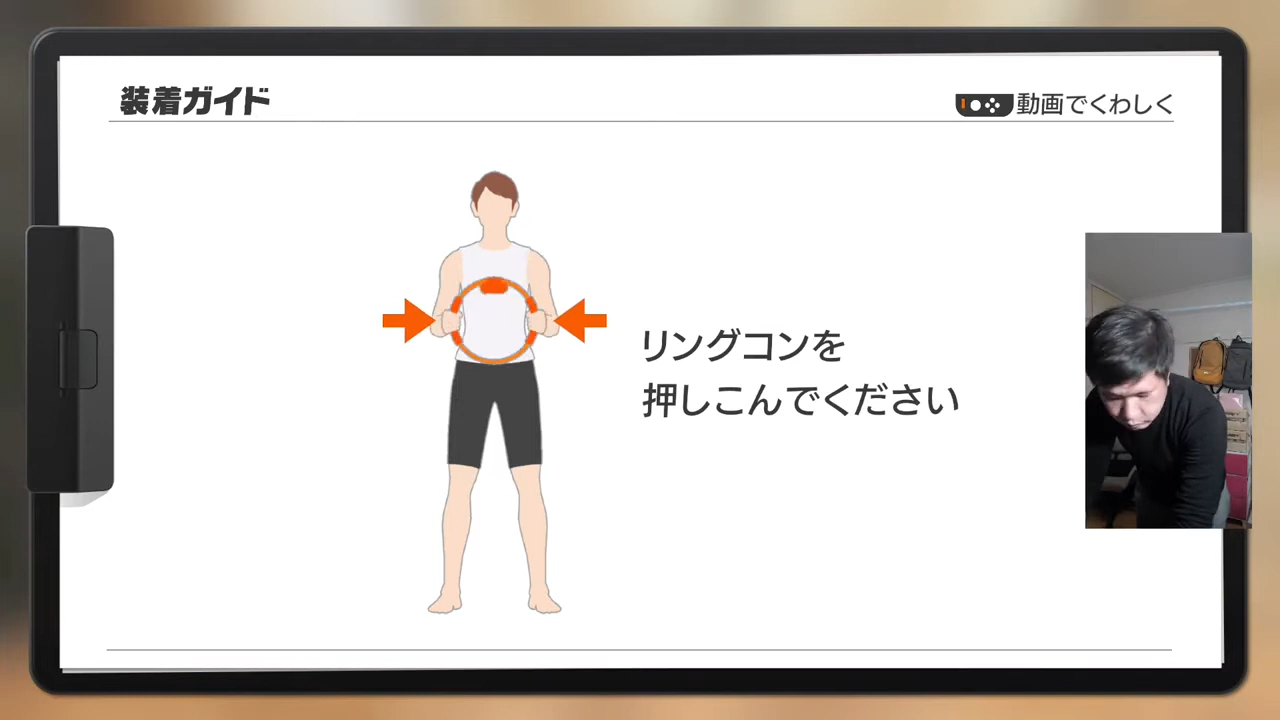 装着ガイド
動画でくわしく
リングコンを
押しこんでください